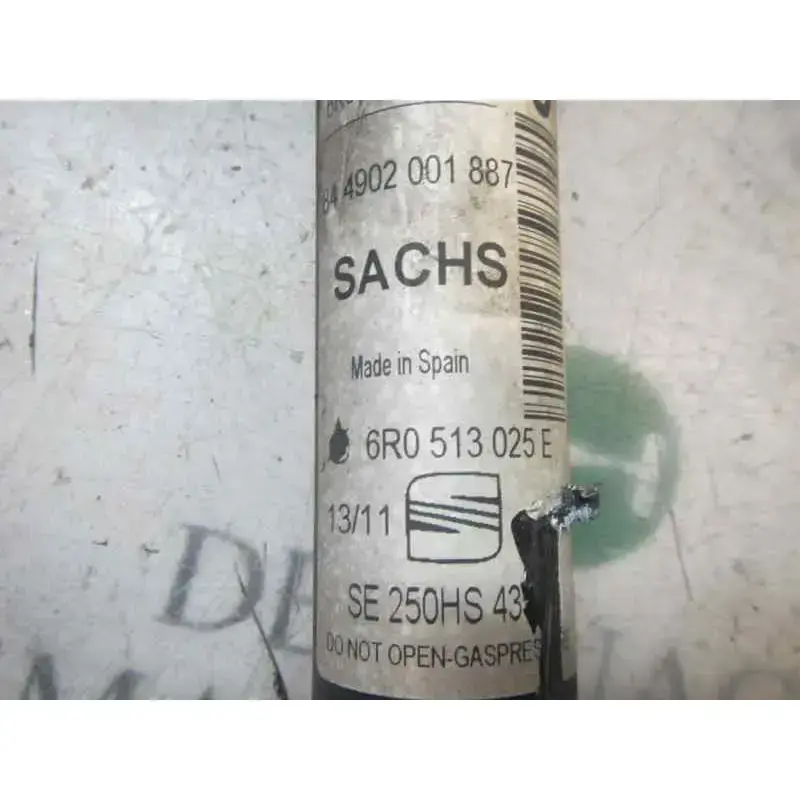 84 4902 001 887
SACHS
Made in Spain
6R0 513 025 E
13/11
SE 250HS 43
DO NOT OPEN-GASPRES